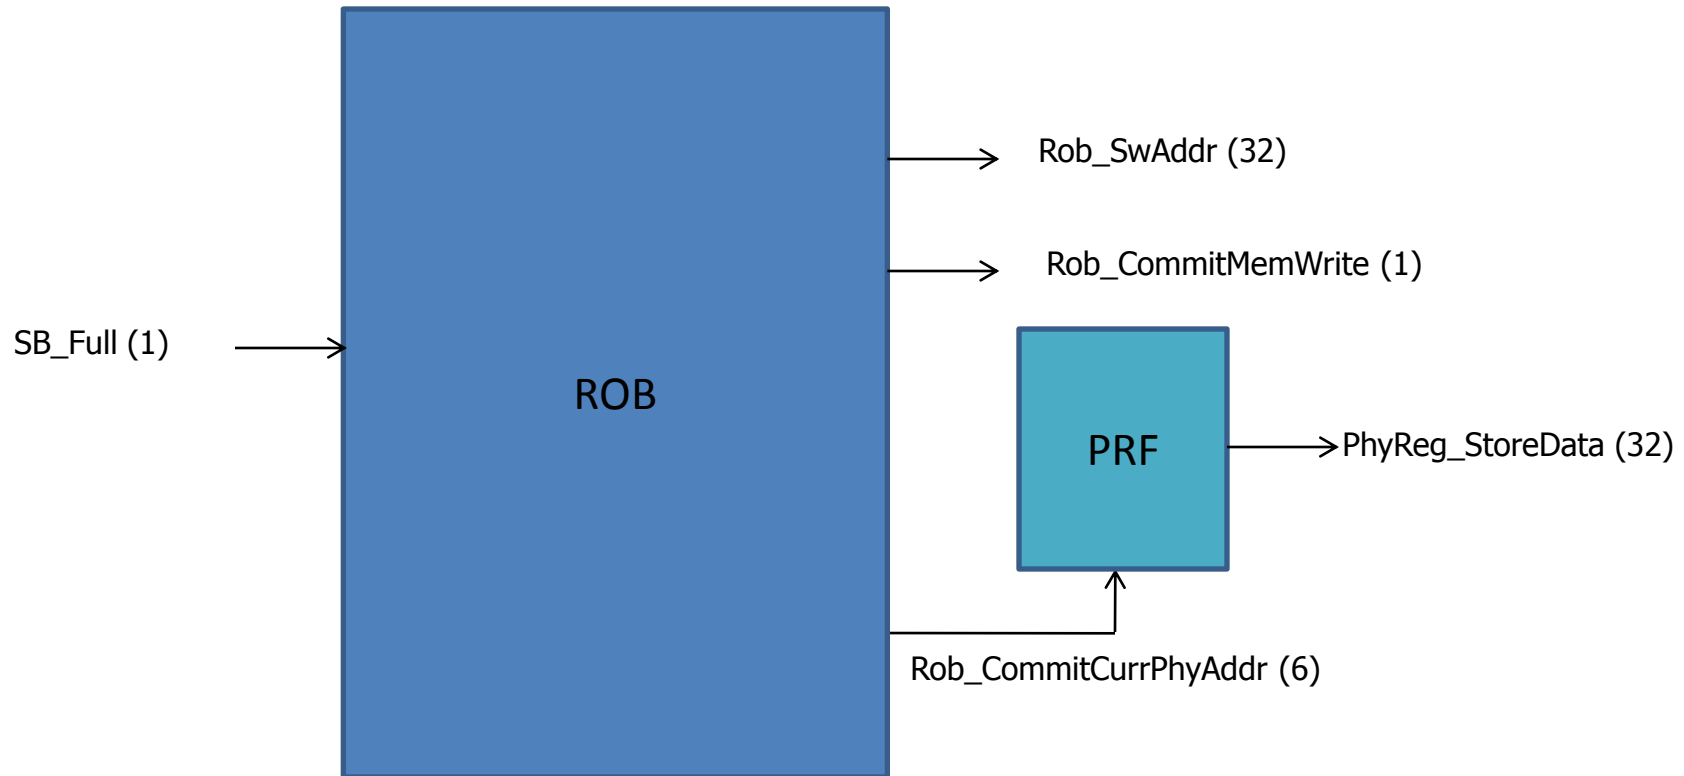 Rob_SwAddr (32)
Rob_CommitMemWrite (1)
SB_Full (1)
ROB
PRF
PhyReg_StoreData (32)
Rob_CommitCurrPhyAddr (6)